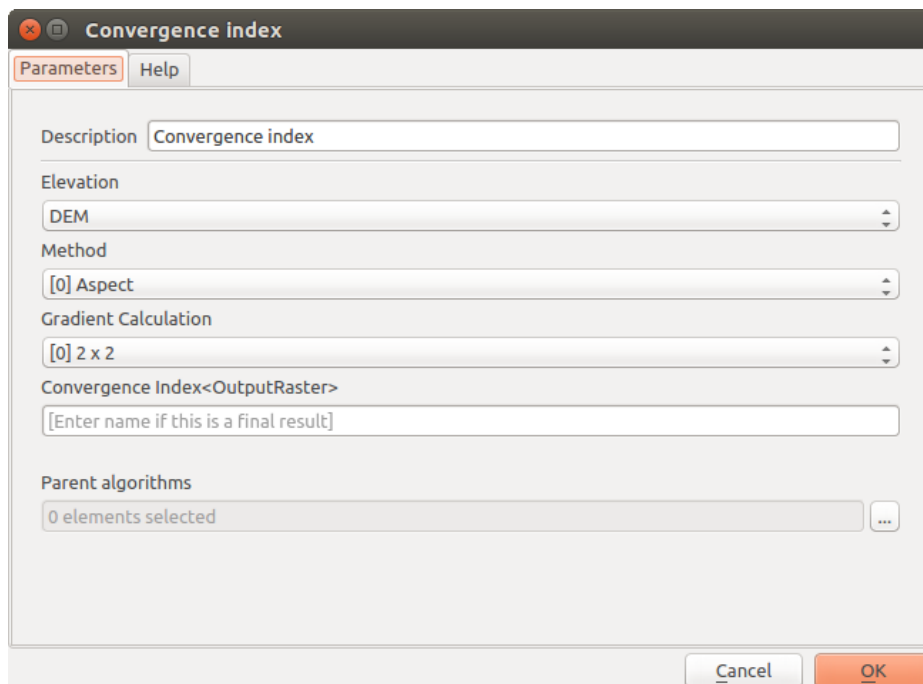 Convergence index
Parameters Help
Description Convergence index
Elevation
DEM
Method
[0] Aspect
Gradient Calculation
[0] 2 x 2
Convergence Index<OutputRaster>
[Enter name if this is a final result]
Parent algorithms
0 elements selected ...
Cancel OK